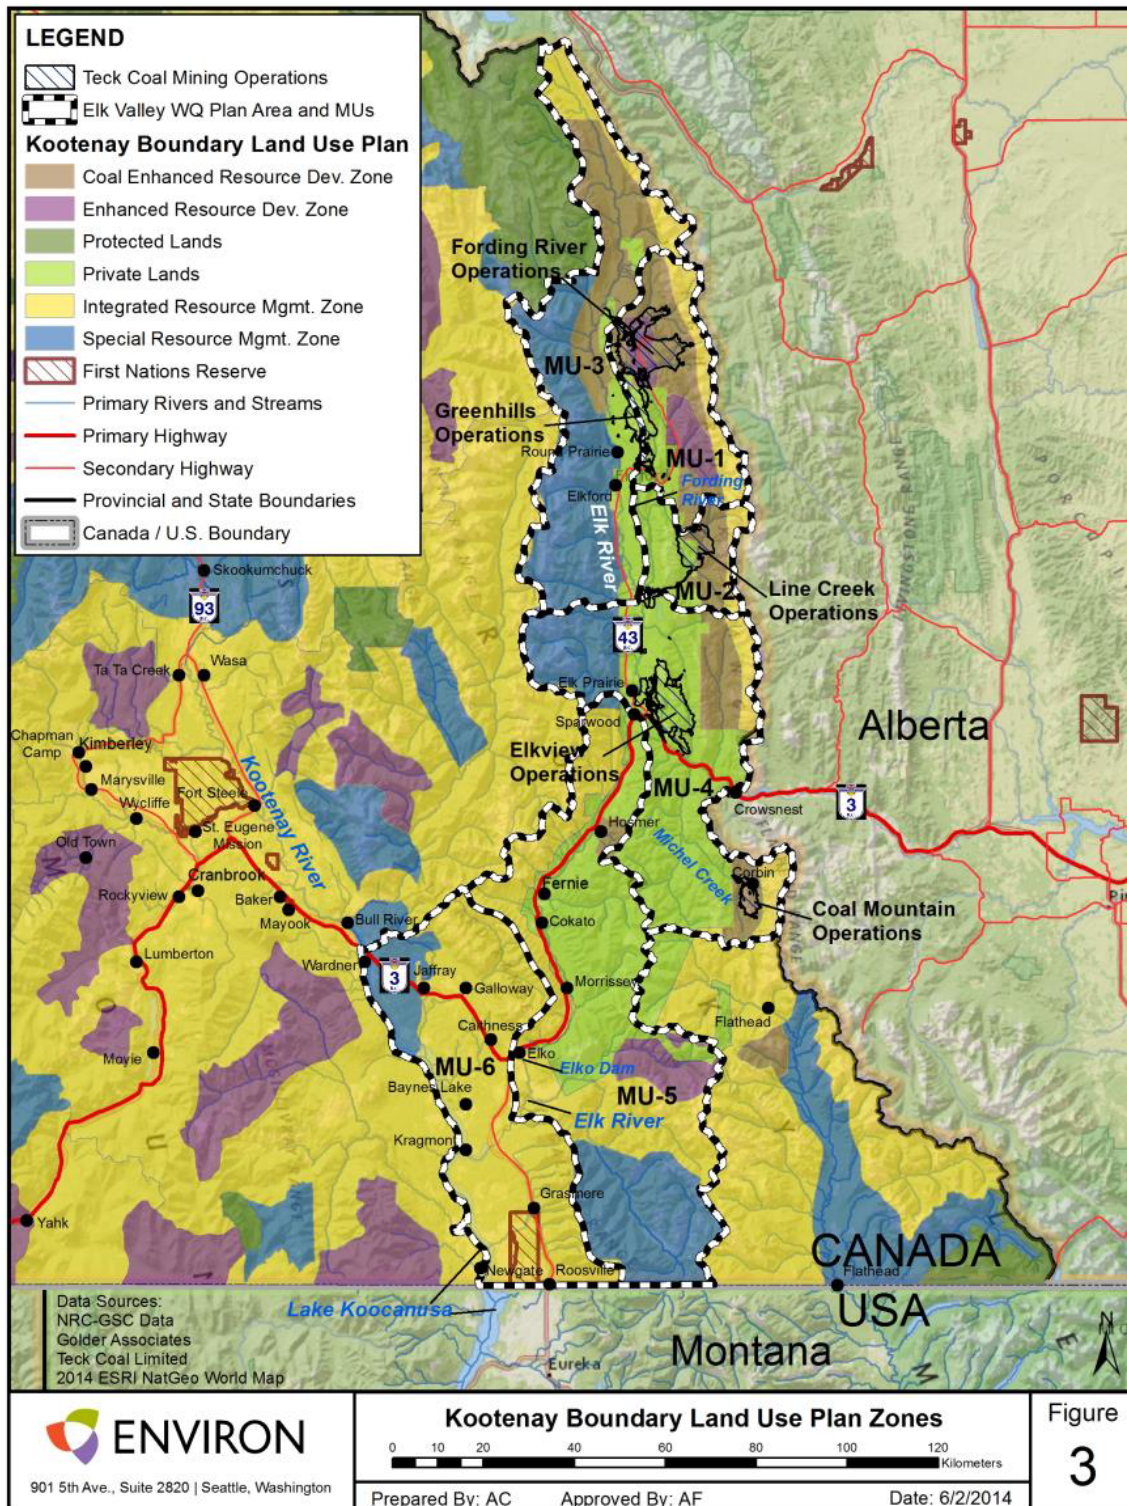 LEGEND
Teck Coal Mining Operations
Elk Valley WQ Plan Area and MUs
Kootenay Boundary Land Use Plan
Coal Enhanced Resource Dev. Zone
Enhanced Resource Dev. Zone
Protected Lands
Private Lands
Integrated Resource Mgmt. Zone
Special Resource Mgmt. Zone
First Nations Reserve
Primary Rivers and Streams
Primary Highway
Secondary Highway
Provincial and State Boundaries
Canada / U.S. Boundary
Fording River
Operations
MU-3
Greenhills
Operations
Round Prairie
MU-1
Fording
River
Elkford
Elk River
Skookumchuck
93
MU-2
Line Creek
Operations
43
Ta Ta Creek
Wasa
Elk Prairie
Sparwood
Alberta
Chapman
Camp
Kimberley
Elkview
Operations
Marysville
Fort Steele
Kootenay River
MU-4
Crowsnest
3
Wycliffe
St. Eugene
Mission
Hosmer
Old Town
Michel Creek
Corbin
Cranbrook
Fernie
Rockyview
Baker
Mayook
Coal Mountain
Operations
Bull River
Cokato
Lumberton
Wardner
3
Jaffray
Galloway
Morrissey
Flathead
Caithness
Moyie
Elko
MU-6
Elko Dam
MU-5
Baynes Lake
Elk River
Kragmont
Grasmere
Yahk
CANADA
Newgate
Roosville
Flathead
Lake Koocanusa
USA
Montana
Eureka
Data Sources:
NRC-GSC Data
Golder Associates
Teck Coal Limited
2014 ESRI NatGeo World Map
ENVIRON
901 5th Ave., Suite 2820 | Seattle, Washington
Kootenay Boundary Land Use Plan Zones
0 10 20 40 60 80 100 120
Kilometers
Prepared By: AC Approved By: AF Date: 6/2/2014
Figure
3